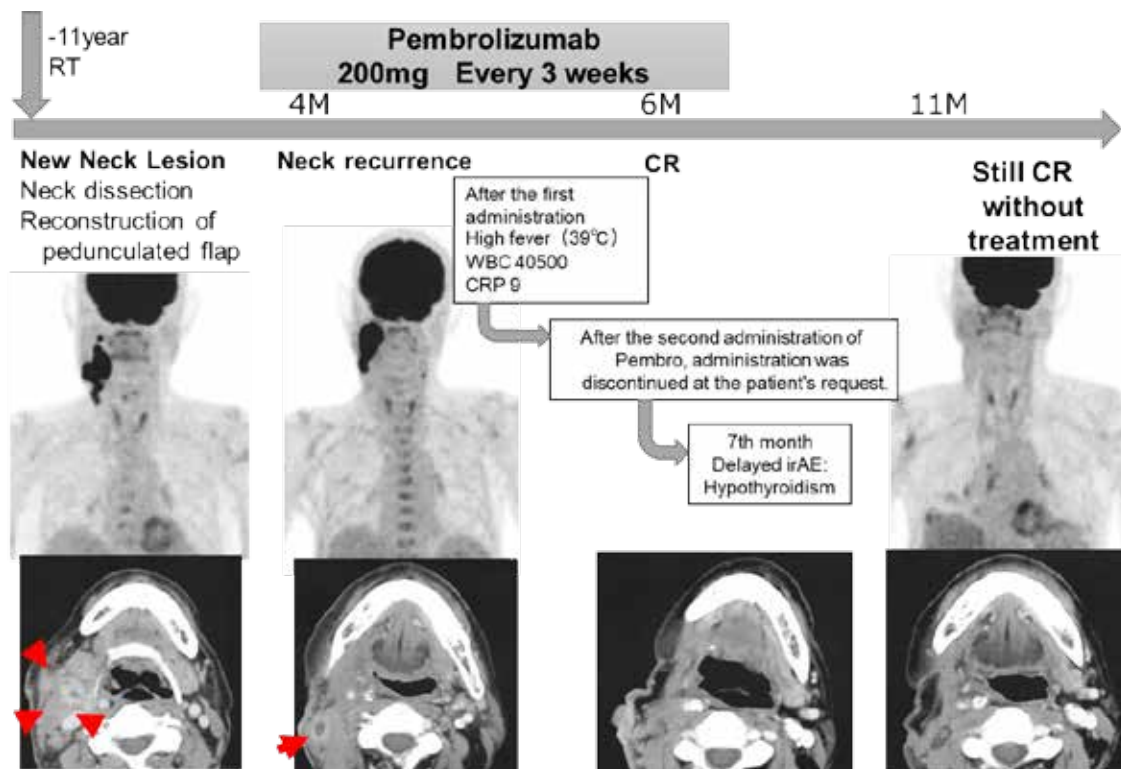 -11year
RT
Pembrolizumab
200mg Every 3 weeks
4M
6M
11M
New Neck Lesion
Neck dissection
Reconstruction of
pedunculated flap
Neck recurrence
CR
Still CR
without
treatment
After the first
administration
High fever（39℃）
WBC 40500
CRP 9
After the second administration of
Pembro, administration was
discontinued at the patient's request.
7th month
Delayed irAE:
Hypothyroidism